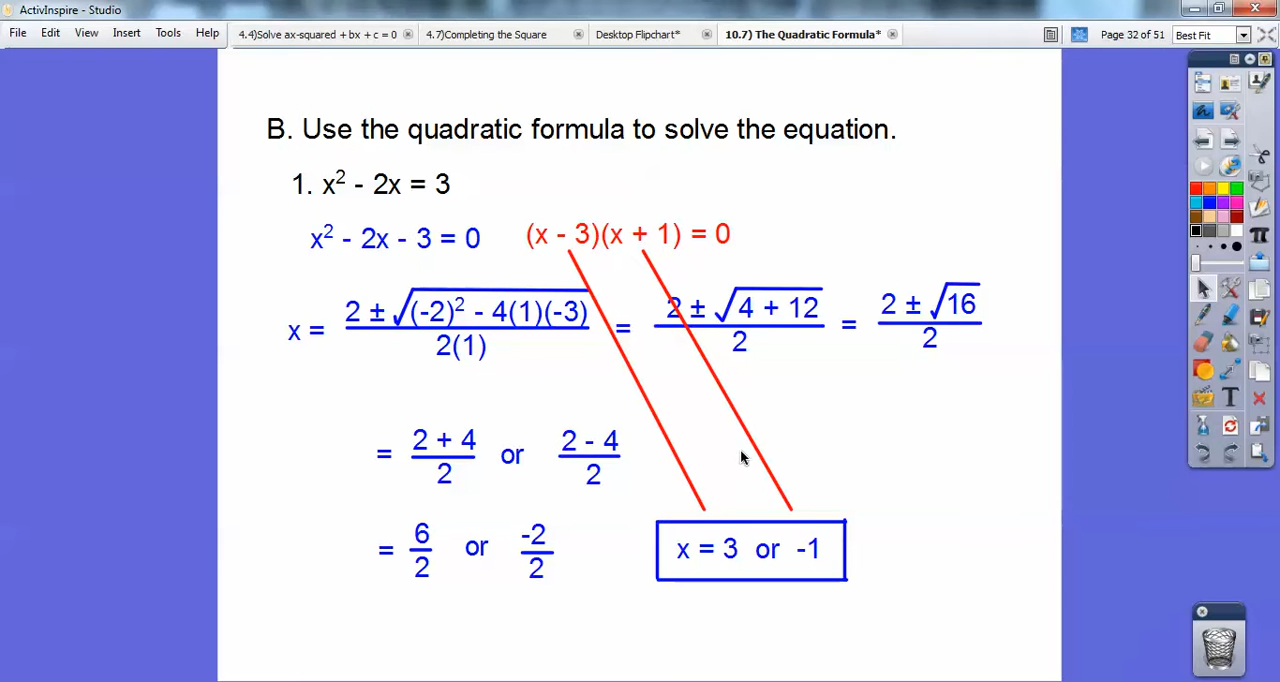 ActivInspire - Studio
File Edit View Insert Tools Help
4.4)Solve ax-squared + bx + c = 0 4.7)Completing the Square Desktop Flipchart* 10.7) The Quadratic Formula* Page 32 of 51 Best Fit
B. Use the quadratic formula to solve the equation.
1. x² - 2x = 3
x² - 2x - 3 = 0 (x - 3)(x + 1) = 0
x = 2 ± √(-2)² - 4(1)(-3) / 2(1) = 2 ± √4 + 12 / 2 = 2 ± √16 / 2
= 2 + 4 / 2 or 2 - 4 / 2
= 6 / 2 or -2 / 2
x = 3 or -1